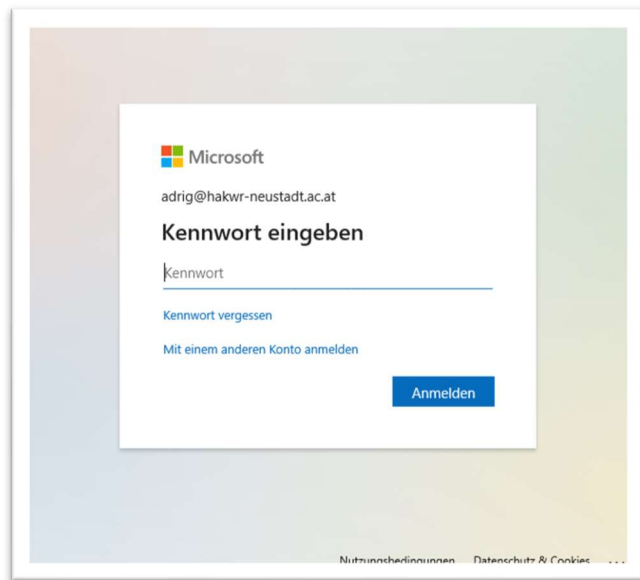 Microsoft
adrig@hakwr-neustadt.ac.at
Kennwort eingeben
Kennwort
Kennwort vergessen
Mit einem anderen Konto anmelden
Anmelden
Nutzungsbedingungen Datenschutz & Cookies ...